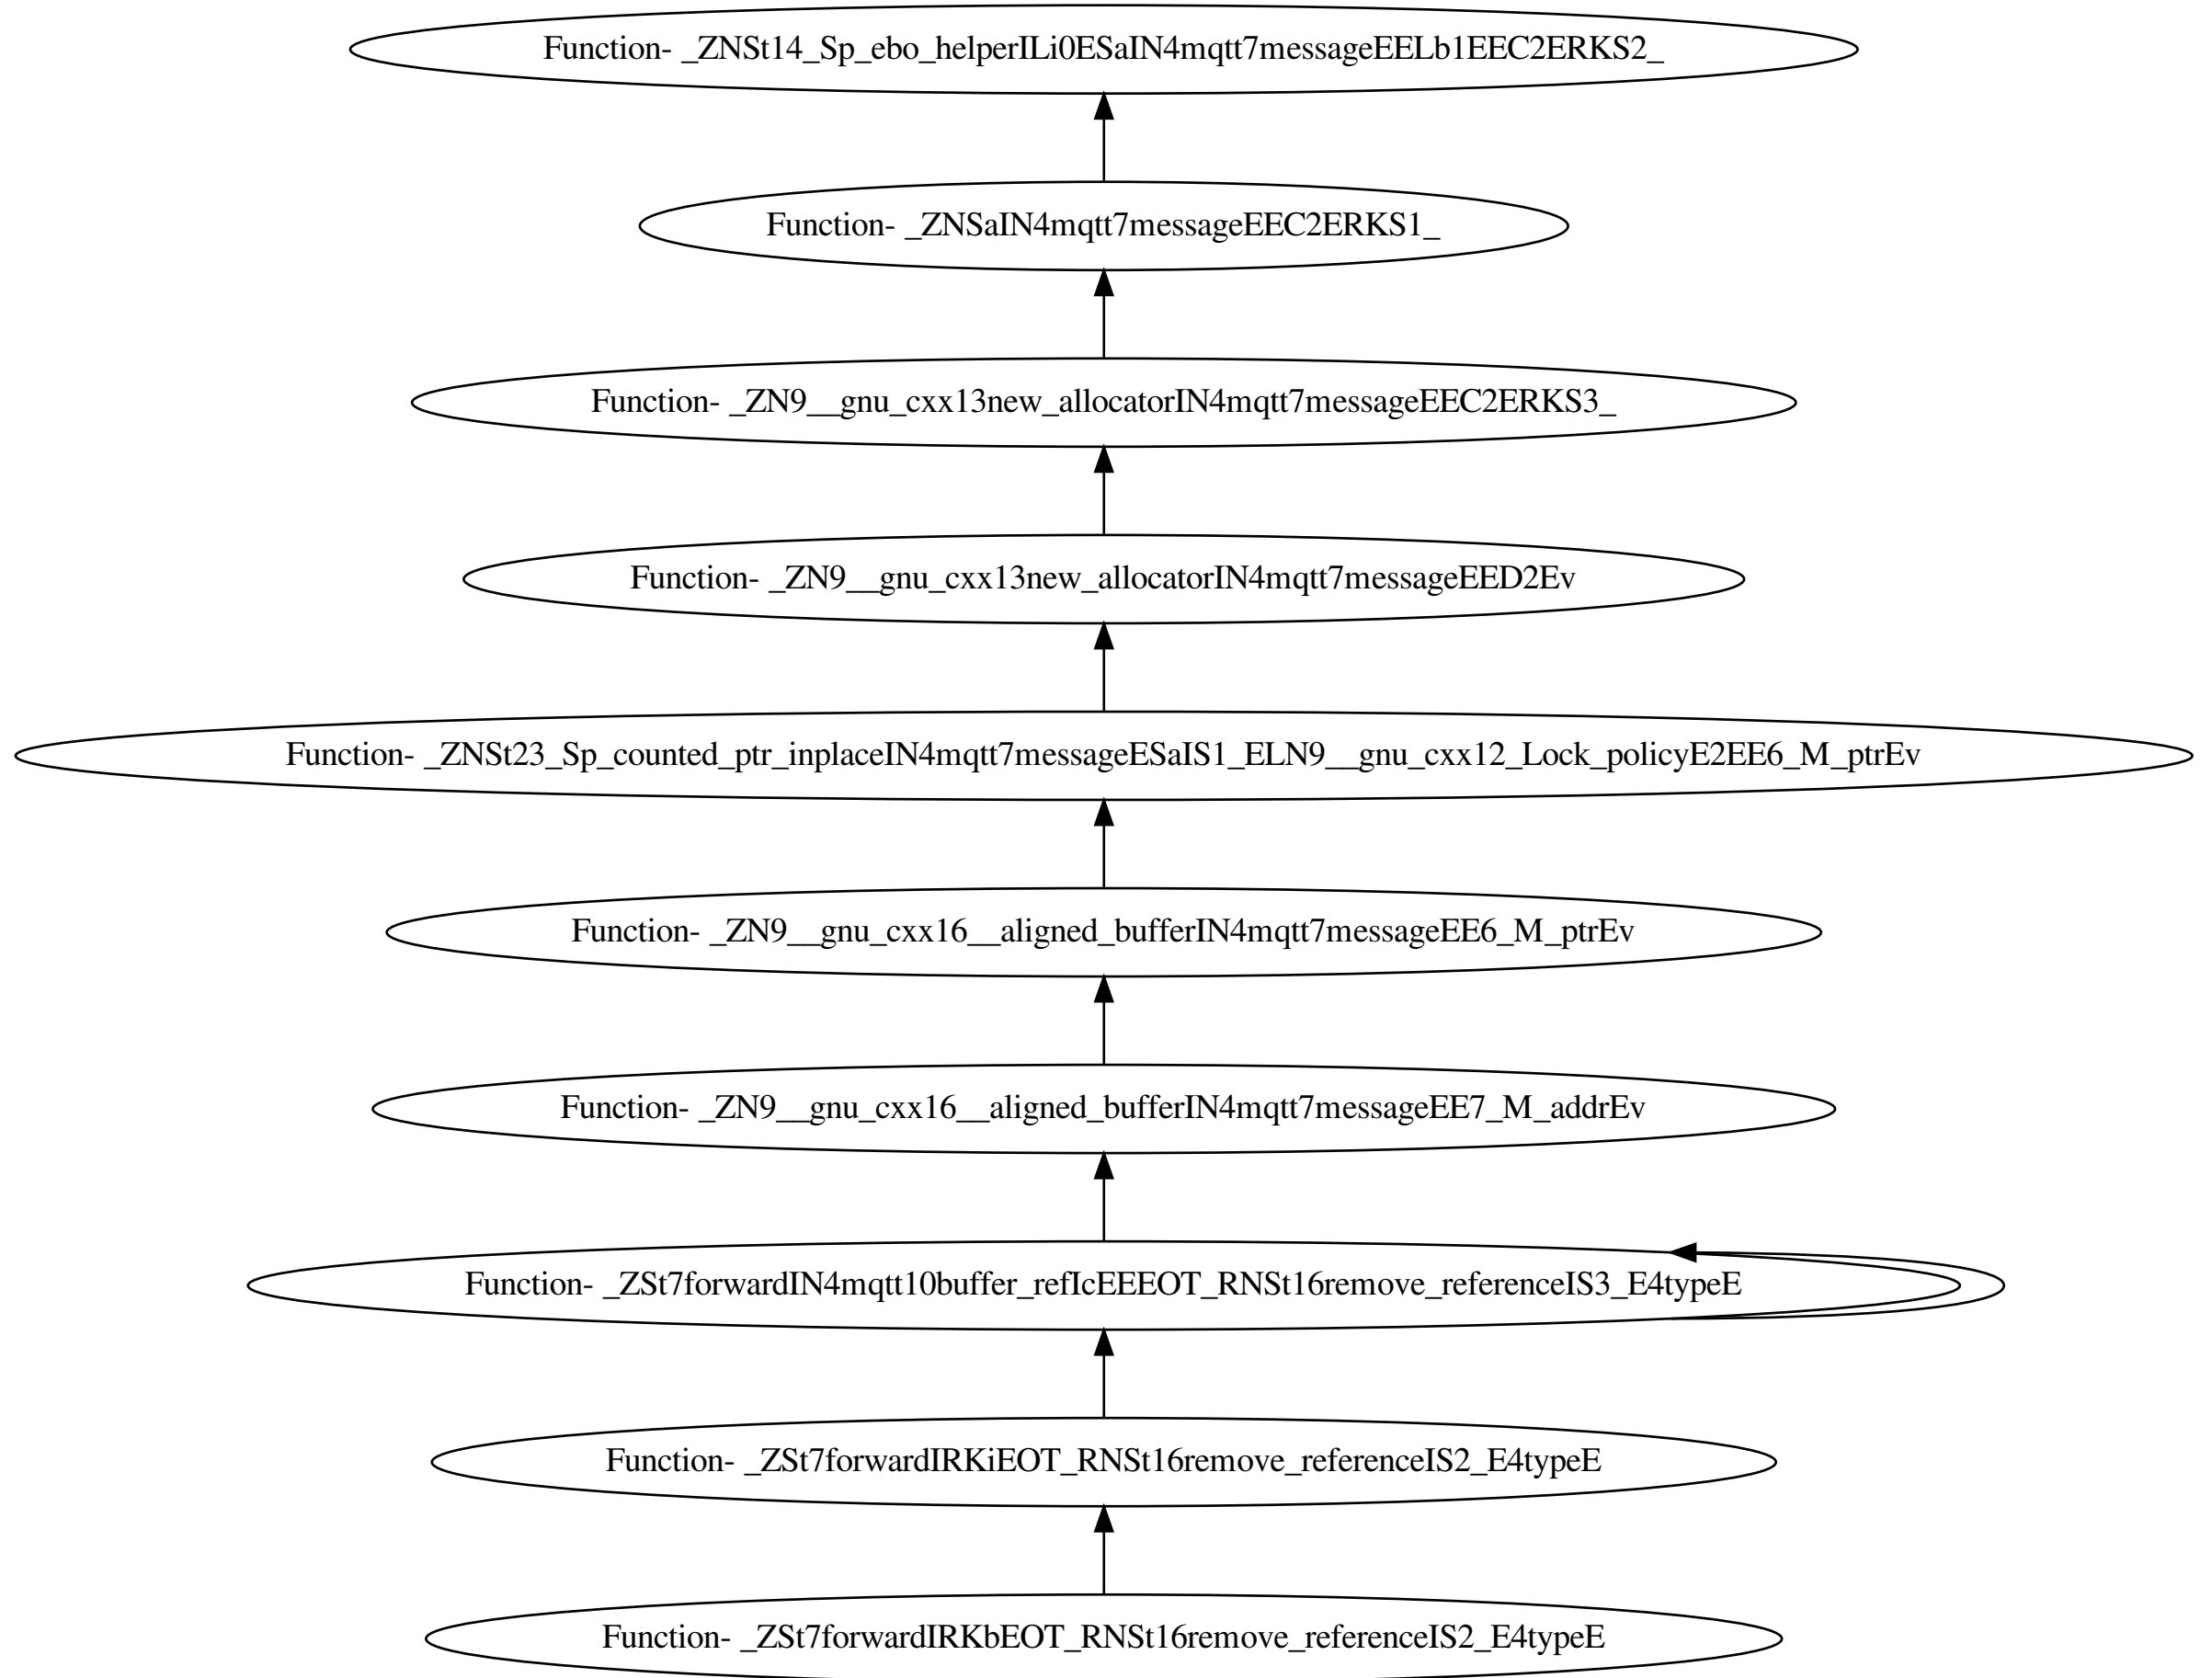 Function- _ZNSt14_Sp_ebo_helperILi0ESaIN4mqtt7messageEELb1EEC2ERKS2_
Function- _ZNSaIN4mqtt7messageEEC2ERKS1_
Function- _ZN9__gnu_cxx13new_allocatorIN4mqtt7messageEEC2ERKS3_
Function- _ZN9__gnu_cxx13new_allocatorIN4mqtt7messageEED2Ev
Function- _ZNSt23_Sp_counted_ptr_inplaceIN4mqtt7messageESaIS1_ELN9__gnu_cxx12_Lock_policyE2EE6_M_ptrEv
Function- _ZN9__gnu_cxx16__aligned_bufferIN4mqtt7messageEE6_M_ptrEv
Function- _ZN9__gnu_cxx16__aligned_bufferIN4mqtt7messageEE7_M_addrEv
Function- _ZSt7forwardIN4mqtt10buffer_refIcEEEOT_RNSt16remove_referenceIS3_E4typeE
Function- _ZSt7forwardIRKiEOT_RNSt16remove_referenceIS2_E4typeE
Function- _ZSt7forwardIRKbEOT_RNSt16remove_referenceIS2_E4typeE